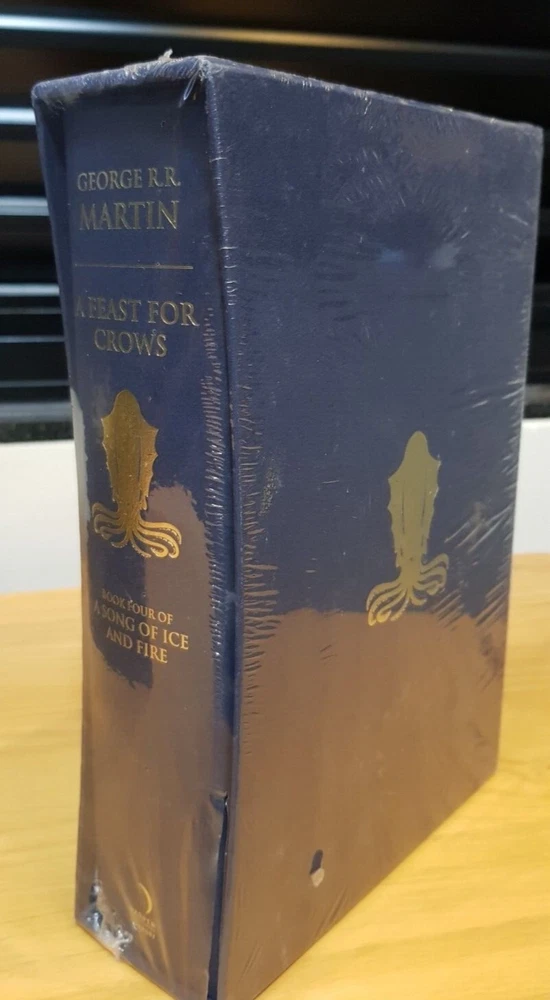 GEORGE R.R.
MARTIN
A FEAST FOR
CROWS
BOOK FOUR OF
A SONG OF ICE
AND FIRE